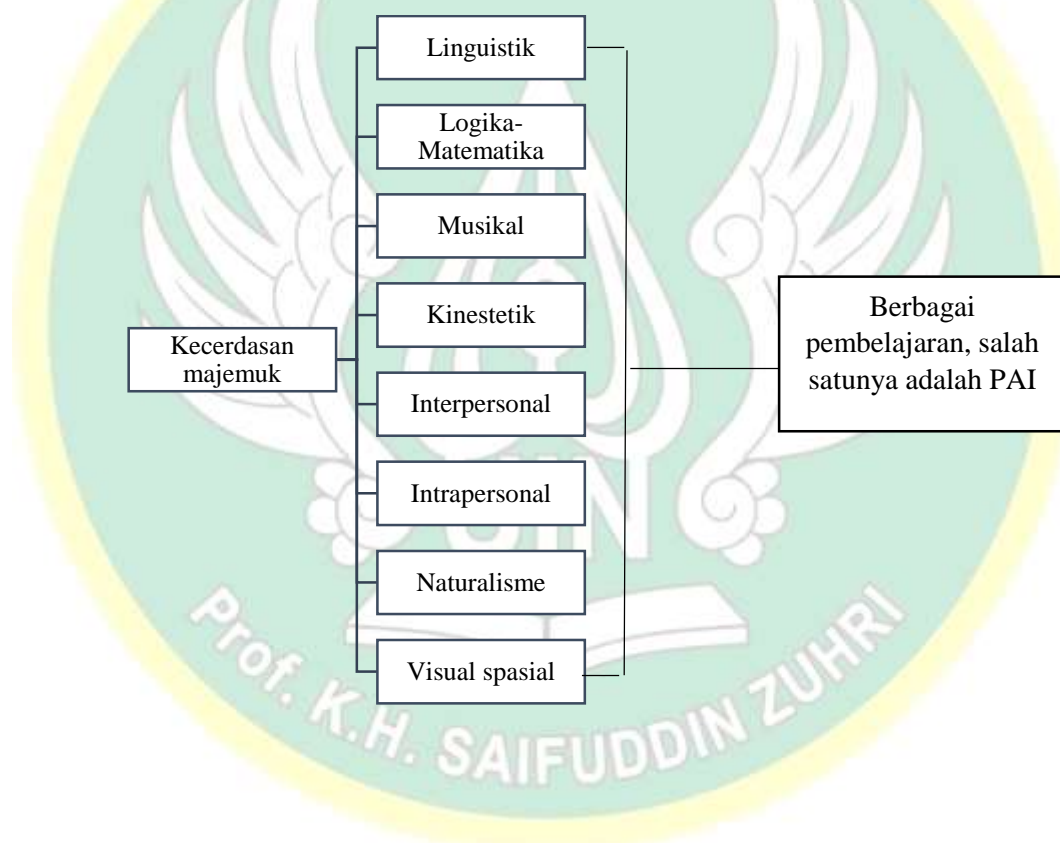 Linguistik
Logika-
Matematika
Musikal
Kinestetik
Kecerdasan
majemuk
Interpersonal
Intrapersonal
Naturalisme
Visual spasial
Berbagai
pembelajaran, salah
satunya adalah PAI
UIN
Prof. K.H. SAIFUDDIN ZUHRI